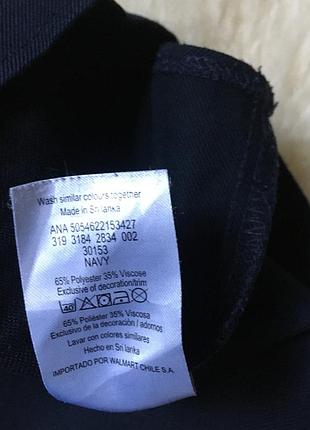 Wash similar colours together
Made in Sri lanka
ANA 5054622153427
319 3184 2834 002
30153
NAVY
65% Polyester 35% Viscose
Exclusive of decoration/trim
40
65% Poliéster 35% Viscosa
Exclusivo de la decoración / adornos
Lavar con colores similares
Hecho en Sri lanka
IMPORTADO POR WALMART CHILE S.A.